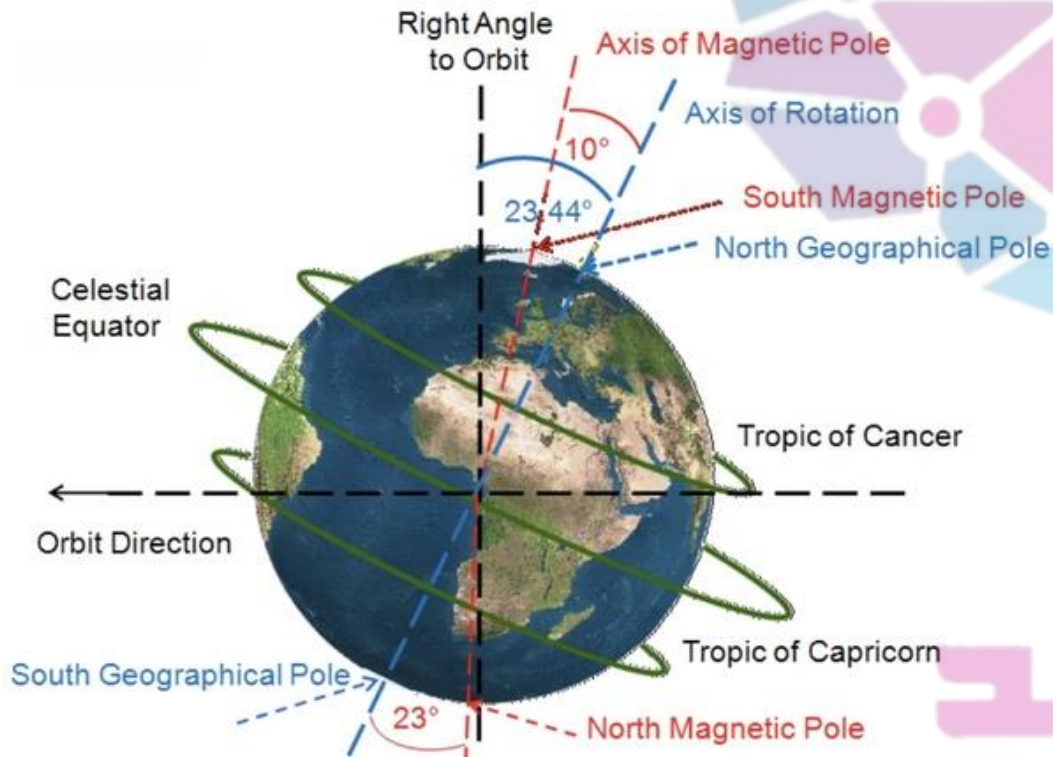 Right Angle
to Orbit
Axis of Magnetic Pole
Axis of Rotation
10°
23,44°
South Magnetic Pole
North Geographical Pole
Celestial
Equator
Tropic of Cancer
Orbit Direction
Tropic of Capricorn
South Geographical Pole
23°
North Magnetic Pole